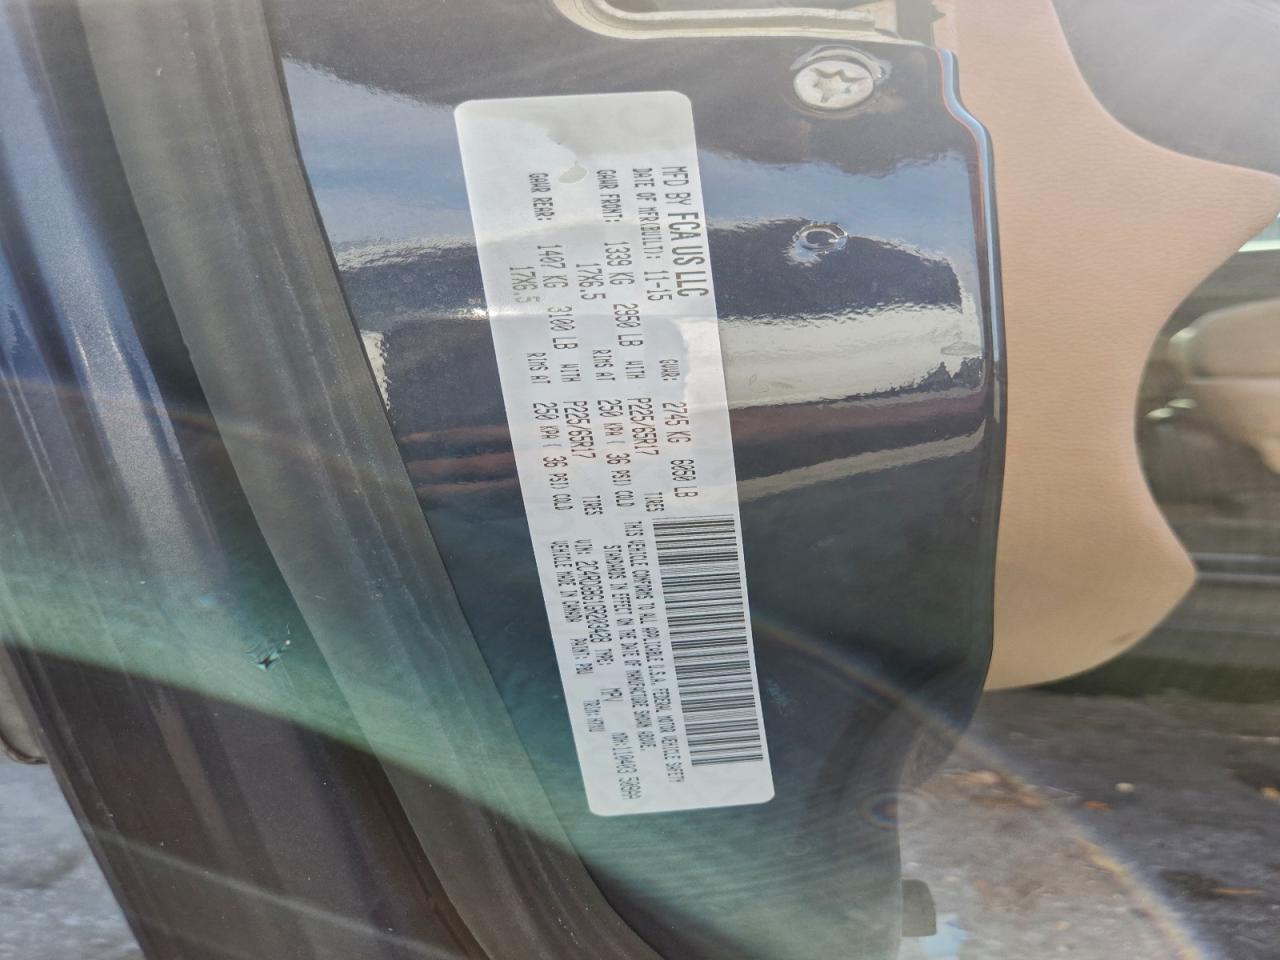 MFD BY FCA US LLC
DATE OF MFR(BUILT): 11-15 GVWR: 2745 KG 6050 LB
GAWR FRONT: 1339 KG 2950 LB WITH P225/65R17 TIRES
17X6.5 RIMS AT 250 KPA ( 36 PSI) COLD
GAWR REAR: 1407 KG 3100 LB WITH P225/65R17 TIRES
17X6.5 RIMS AT 250 KPA ( 36 PSI) COLD
THIS VEHICLE CONFORMS TO ALL APPLICABLE U.S.A. FEDERAL MOTOR VEHICLE SAFETY
STANDARDS IN EFFECT ON THE DATE OF MANUFACTURE SHOWN ABOVE.
VIN: TYPE: MPV MDH:
VEHICLE MADE IN CANADA PAINT: TRIM: